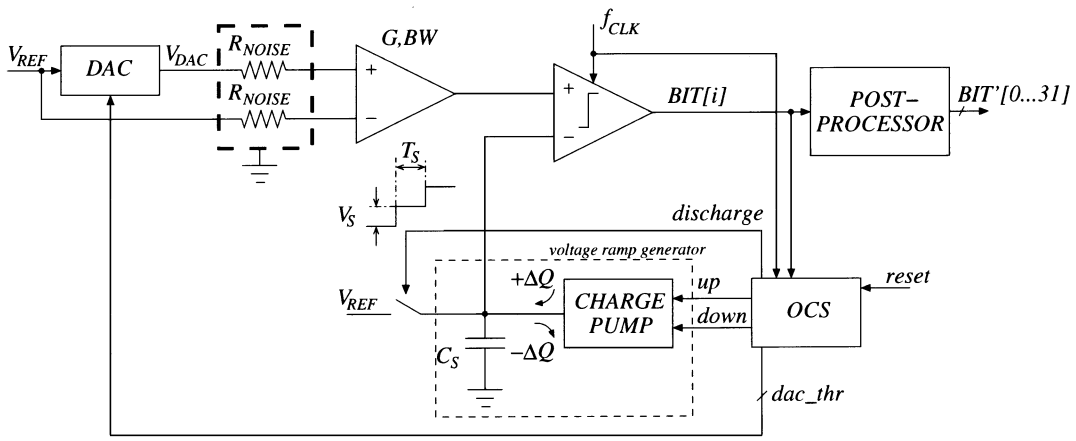 f_CLK
G,BW
R_NOISE
V_REF
DAC
V_DAC
+
R_NOISE
−
+
−
BIT[i]
POST–
PROCESSOR
BIT'[0...31]
T_S
V_S
discharge
voltage ramp generator
reset
+ΔQ
CHARGE
PUMP
up
down
OCS
V_REF
C_S
−ΔQ
dac_thr